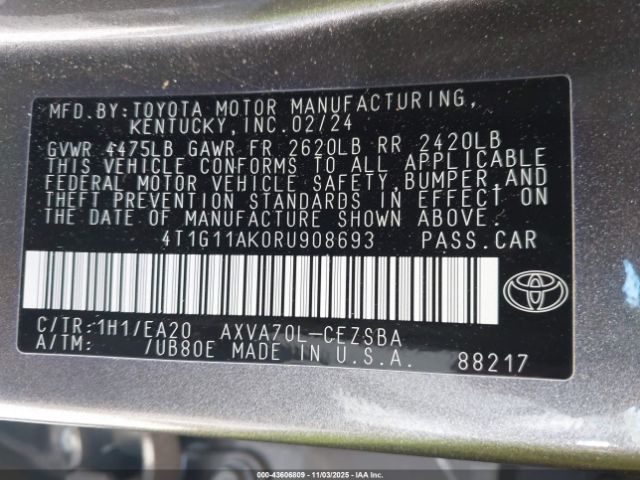 MFD.BY:TOYOTA MOTOR MANUFACTURING,
KENTUCKY,INC.02/24
GVWR 4475LB GAWR FR 2620LB RR 2420LB
THIS VEHICLE CONFORMS TO ALL APPLICABLE
FEDERAL MOTOR VEHICLE SAFETY,BUMPER,AND
THEFT PREVENTION STANDARDS IN EFFECT ON
THE DATE OF MANUFACTURE SHOWN ABOVE.
4T1G11AK0RU908693 PASS.CAR
C/TR:1H1/EA20 AXVA70L-CEZSBA
A/TM: /UB80E MADE IN U.S.A. 88217
000-43606809 - 11/03/2025 - Copyright IAA, LLC